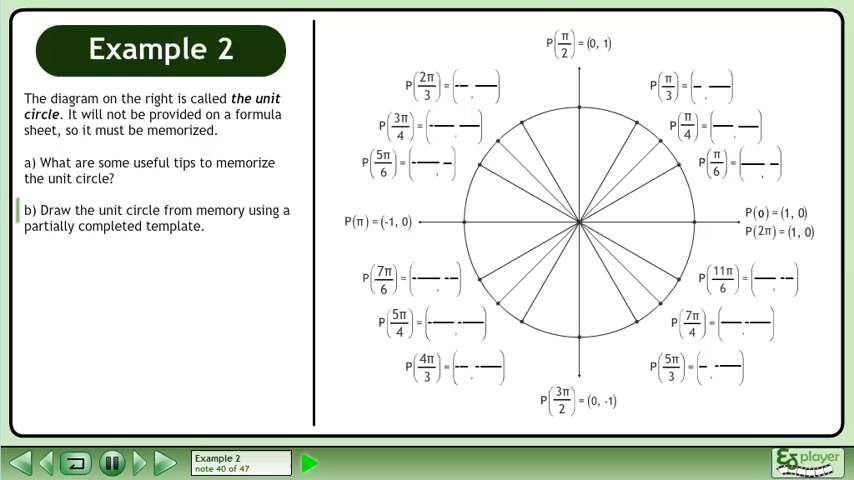 Example 2
The diagram on the right is called the unit
circle. It will not be provided on a formula
sheet, so it must be memorized.
a) What are some useful tips to memorize
the unit circle?
b) Draw the unit circle from memory using a
partially completed template.
P(π/2) = (0, 1)
P(2π/3) = (-— , —)
P(π/3) = (— , —)
P(3π/4) = (-— , —)
P(π/4) = (— , —)
P(5π/6) = (-— , —)
P(π/6) = (— , —)
P(π) = (-1, 0)
P(0) = (1, 0)
P(2π) = (1, 0)
P(7π/6) = (-— , -—)
P(11π/6) = (— , -—)
P(5π/4) = (-— , -—)
P(7π/4) = (— , -—)
P(4π/3) = (-— , -—)
P(5π/3) = (— , -—)
P(3π/2) = (0, -1)
Example 2
note 40 of 47
player